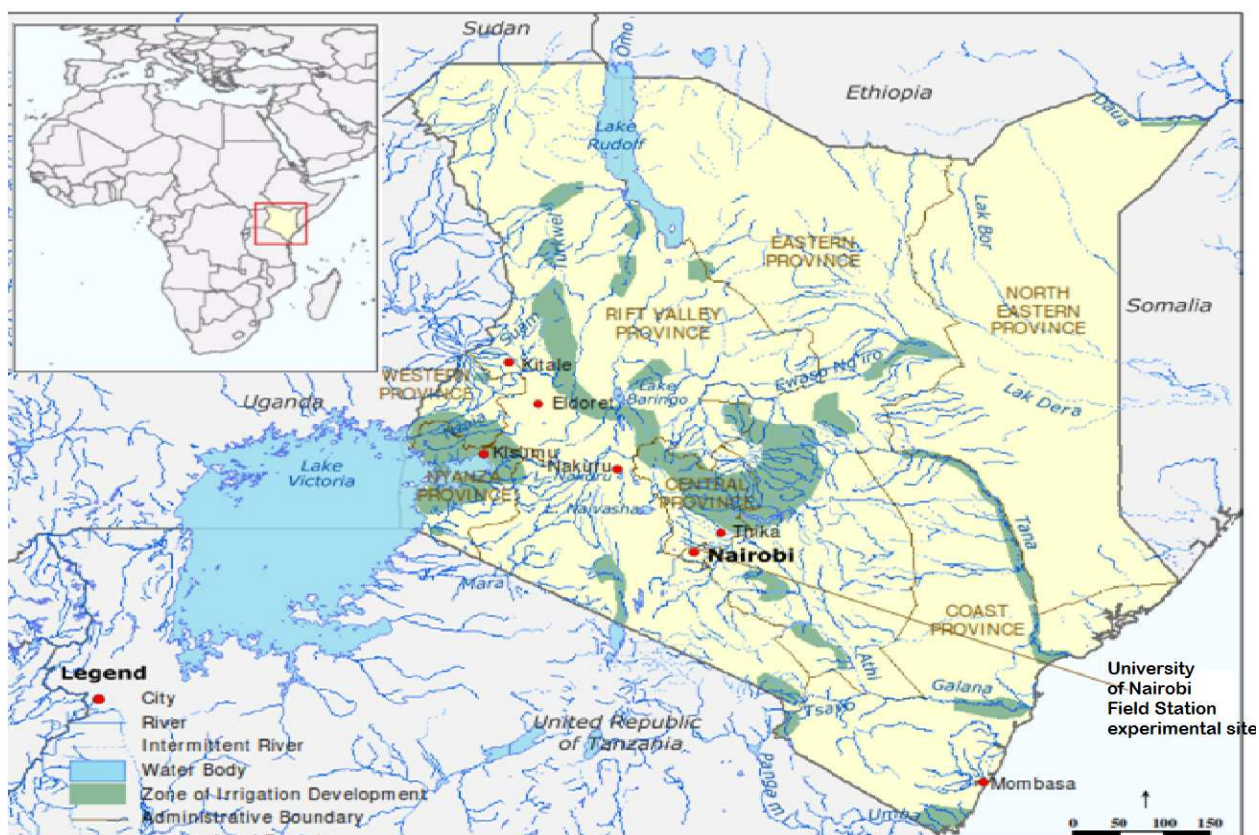 Sudan
Omo
Ethiopia
Daua
Lake
Rudolf
Lak Bor
Turkwel
EASTERN
PROVINCE
NORTH
EASTERN
PROVINCE
Somalia
RIFT VALLEY
PROVINCE
Suam
Kitale
WESTERN
PROVINCE
Uganda
Ewaso Ng'iro
Lake
Baringo
Lak Dera
Eldoret
Kisumu
Nakuru
L. Nakuru
Lake
Victoria
NYANZA
PROVINCE
CENTRAL
PROVINCE
L. Naivasha
Tana
Thika
Nairobi
Mara
COAST
PROVINCE
Athi
Galana
Tsavo
University
of Nairobi
Field Station
experimental site
United Republic
of Tanzania
Mombasa
Umba
Legend
City
River
Intermittent River
Water Body
Zone of Irrigation Development
Administrative Boundary
0 50 100 150